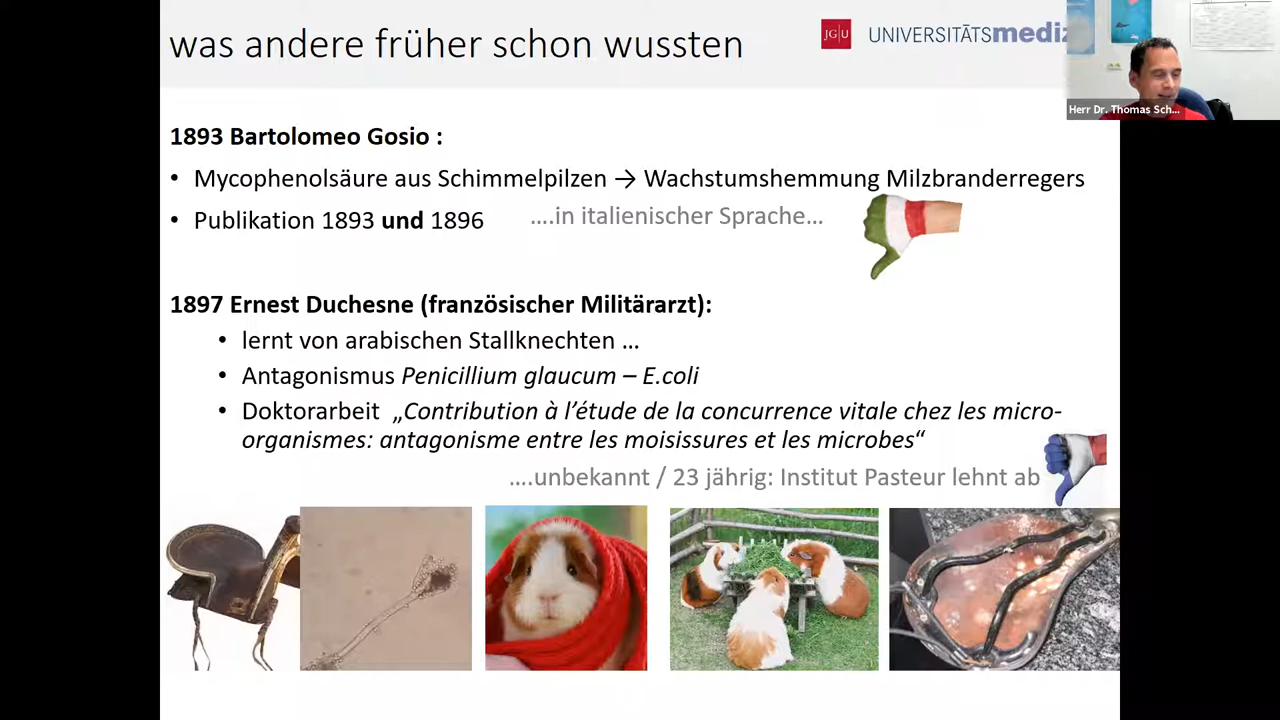 was andere früher schon wussten
JG|U UNIVERSITÄTSmediz
Herr Dr. Thomas Sch...
1893 Bartolomeo Gosio :
• Mycophenolsäure aus Schimmelpilzen → Wachstumshemmung Milzbranderregers
• Publikation 1893 und 1896 ....in italienischer Sprache...
1897 Ernest Duchesne (französischer Militärarzt):
• lernt von arabischen Stallknechten ...
• Antagonismus Penicillium glaucum – E.coli
• Doktorarbeit „Contribution à l’étude de la concurrence vitale chez les micro-
organismes: antagonisme entre les moisissures et les microbes“
....unbekannt / 23 jährig: Institut Pasteur lehnt ab